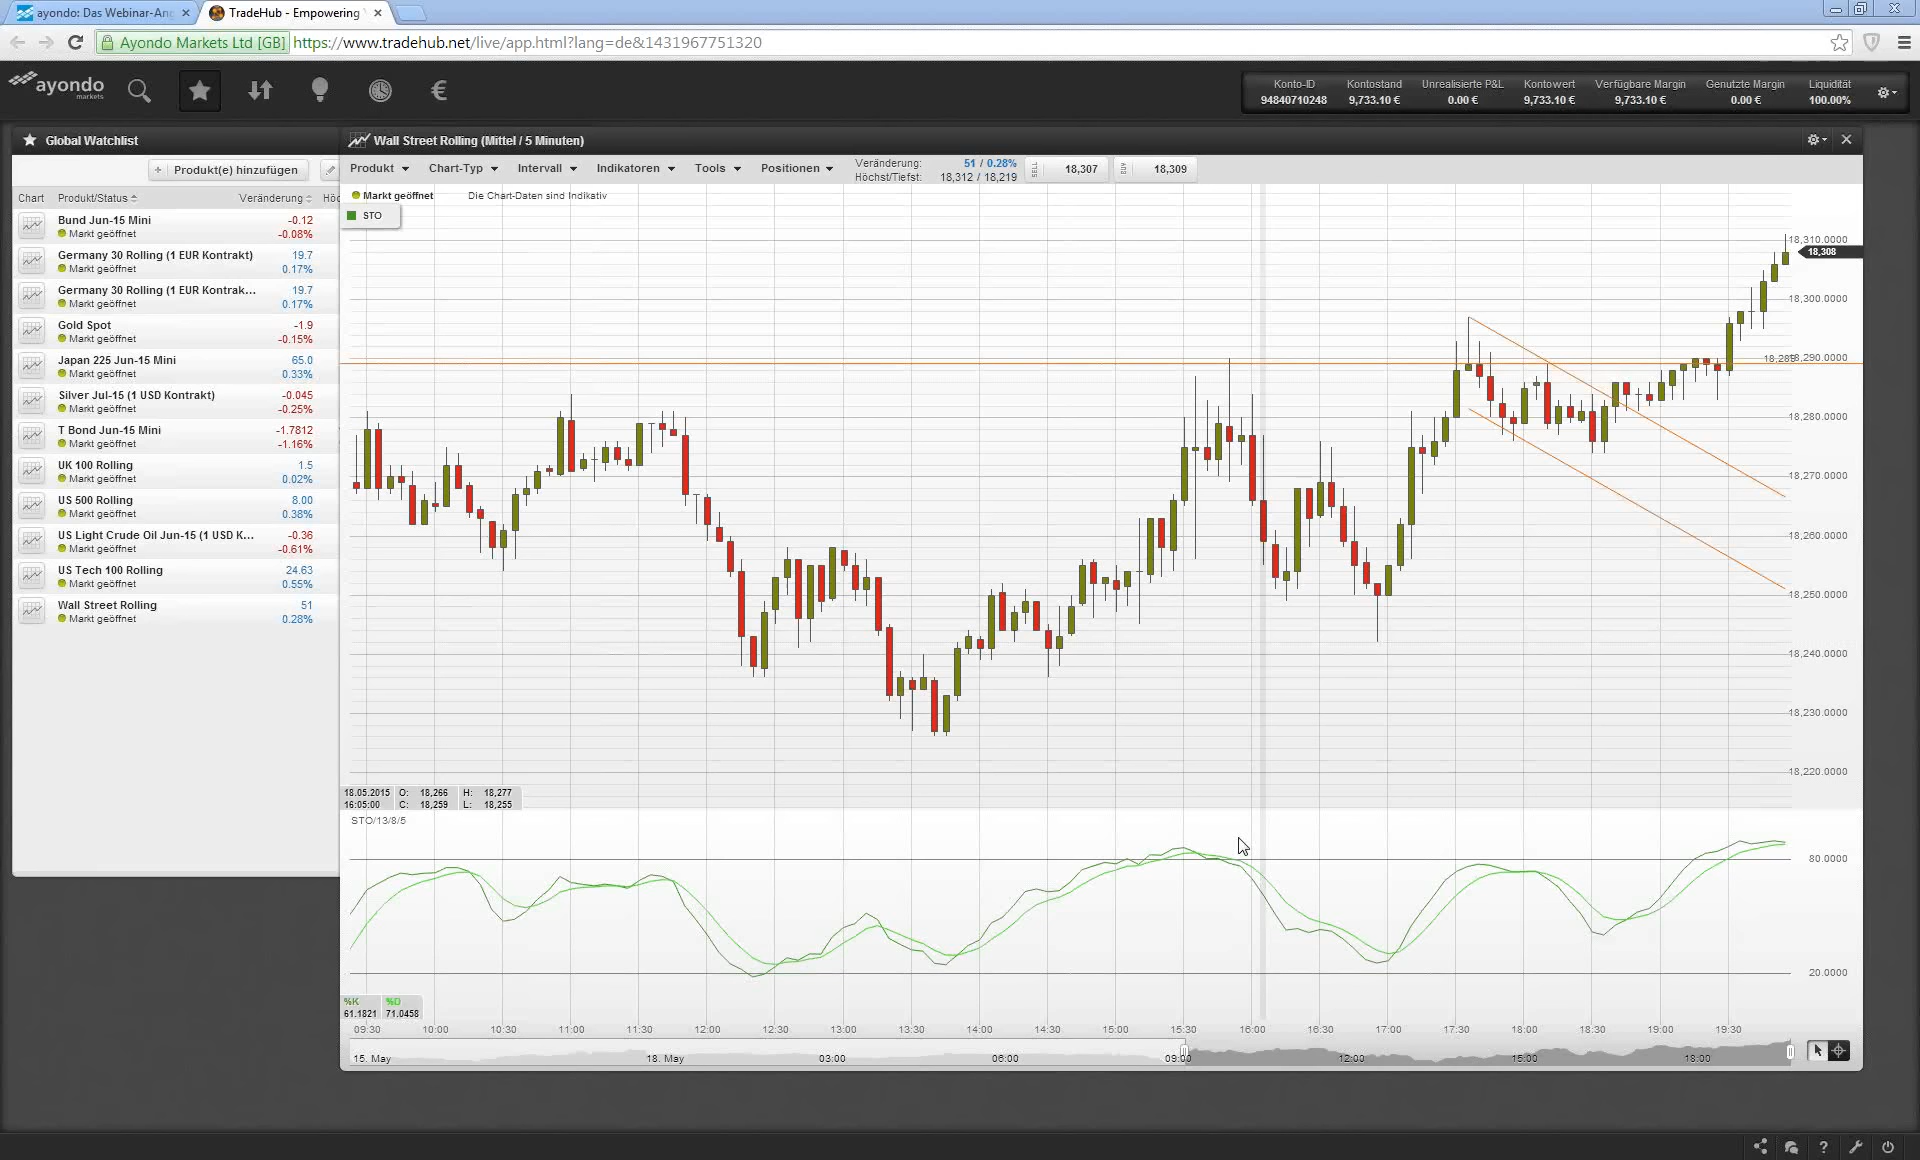 ayondo: Das Webinar-An
TradeHub - Empowering
Ayondo Markets Ltd [GB] https://www.tradehub.net/live/app.html?lang=de&1431967751320
ayondo
markets
€
Konto-ID Kontostand Unrealisierte P&L Kontowert Verfügbare Margin Genutzte Margin Liquidität
94840710248 9,733.10 € 0.00 € 9,733.10 € 9,733.10 € 0.00 € 100.00%
Global Watchlist
+ Produkt(e) hinzufügen
Chart Produkt/Status Veränderung Höc
Bund Jun-15 Mini -0.12
Markt geöffnet -0.08%
Germany 30 Rolling (1 EUR Kontrakt) 19.7
Markt geöffnet 0.17%
Germany 30 Rolling (1 EUR Kontrak... 19.7
Markt geöffnet 0.17%
Gold Spot -1.9
Markt geöffnet -0.15%
Japan 225 Jun-15 Mini 65.0
Markt geöffnet 0.33%
Silver Jul-15 (1 USD Kontrakt) -0.045
Markt geöffnet -0.25%
T Bond Jun-15 Mini -1.7812
Markt geöffnet -1.16%
UK 100 Rolling 1.5
Markt geöffnet 0.02%
US 500 Rolling 8.00
Markt geöffnet 0.38%
US Light Crude Oil Jun-15 (1 USD K... -0.36
Markt geöffnet -0.61%
US Tech 100 Rolling 24.63
Markt geöffnet 0.55%
Wall Street Rolling 51
Markt geöffnet 0.28%
Wall Street Rolling (Mittel / 5 Minuten)
Produkt Chart-Typ Intervall Indikatoren Tools Positionen
Veränderung: 51 / 0.28%
Höchst/Tiefst: 18,312 / 18,219
SELL 18,307 BUY 18,309
Markt geöffnet Die Chart-Daten sind Indikativ
STO
18,310.0000
18,308
18,300.0000
18,290.0000
18,280.0000
18,270.0000
18,260.0000
18,250.0000
18,240.0000
18,230.0000
18,220.0000
18.05.2015 O: 18,266 H: 18,277
16:05:00 C: 18,259 L: 18,255
STO/13/8/5
80.0000
20.0000
%K %D
61.1821 71.0458
09:30 10:00 10:30 11:00 11:30 12:00 12:30 13:00 13:30 14:00 14:30 15:00 15:30 16:00 16:30 17:00 17:30 18:00 18:30 19:00 19:30
15. May 18. May 03:00 06:00 09:00 12:00 15:00 18:00
?